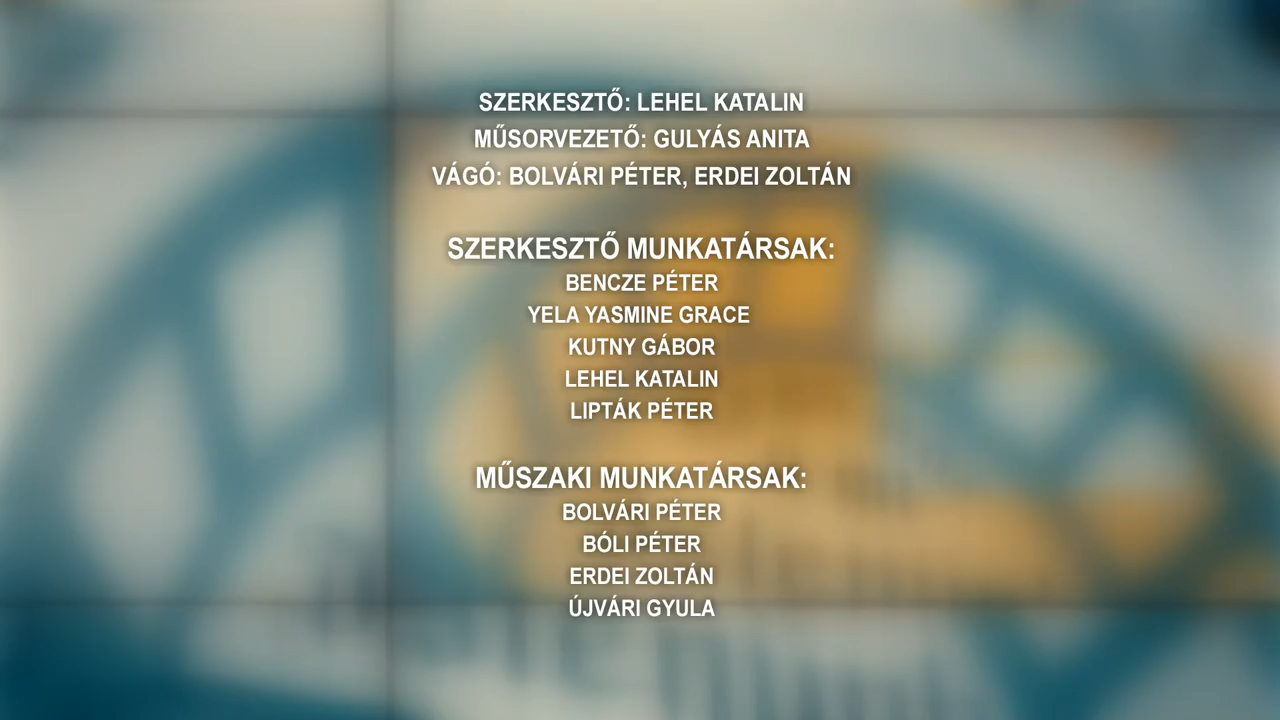 SZERKESZTŐ: LEHEL KATALIN
MŰSORVEZETŐ: GULYÁS ANITA
VÁGÓ: BOLVÁRI PÉTER, ERDEI ZOLTÁN
SZERKESZTŐ MUNKATÁRSAK:
BENCZE PÉTER
YELA YASMINE GRACE
KUTNY GÁBOR
LEHEL KATALIN
LIPTÁK PÉTER
MŰSZAKI MUNKATÁRSAK:
BOLVÁRI PÉTER
BÓLI PÉTER
ERDEI ZOLTÁN
ÚJVÁRI GYULA